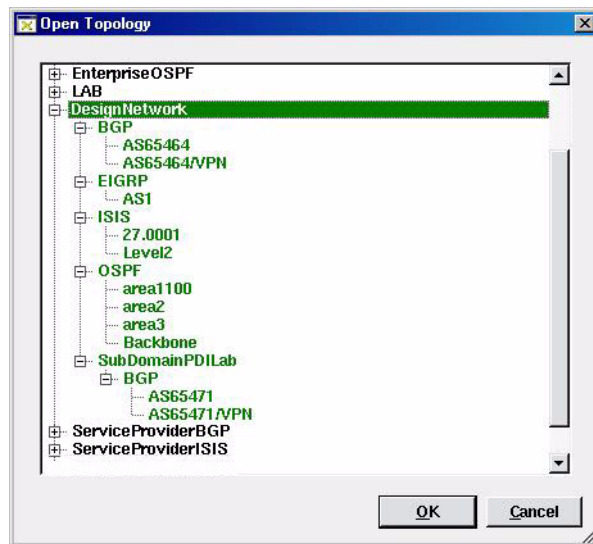 Open Topology
EnterpriseOSPF
LAB
DesignNetwork
BGP
AS65464
AS65464/VPN
EIGRP
AS1
ISIS
27.0001
Level2
OSPF
area1100
area2
area3
Backbone
SubDomainPDILab
BGP
AS65471
AS65471/VPN
ServiceProviderBGP
ServiceProviderISIS
OK Cancel